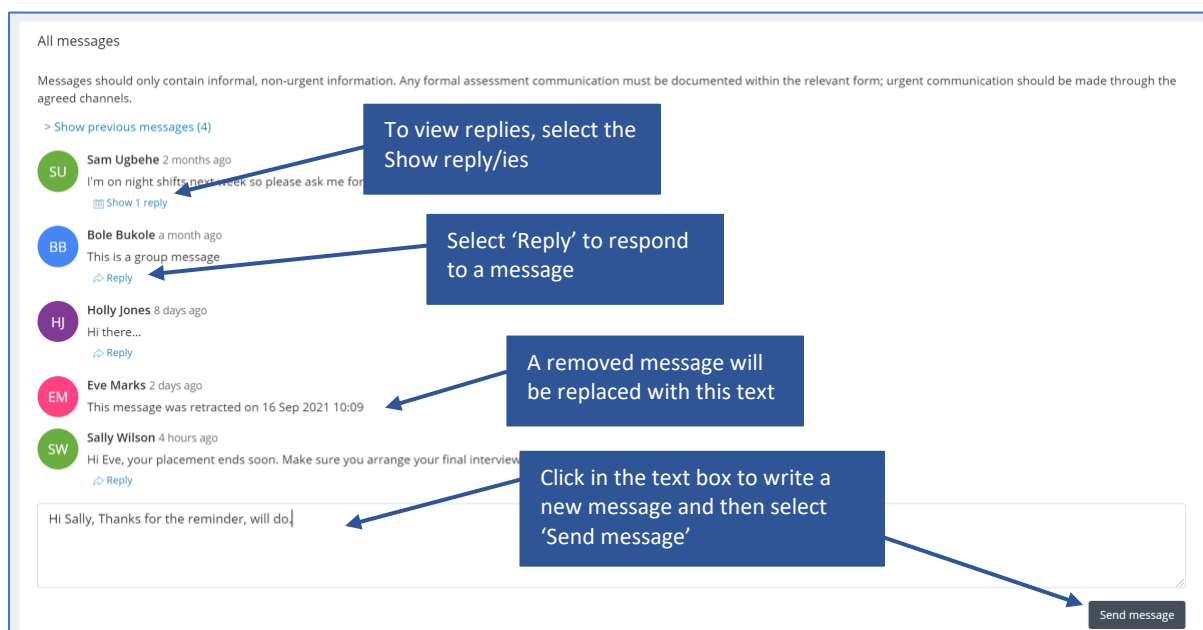 All messages
Messages should only contain informal, non-urgent information. Any formal assessment communication must be documented within the relevant form; urgent communication should be made through the
agreed channels.
> Show previous messages (4)
To view replies, select the
Show reply/ies
SU
Sam Ugbehe 2 months ago
I'm on night shifts next week so please ask me for
Show 1 reply
BB
Bole Bukole a month ago
This is a group message
Reply
Select ‘Reply’ to respond
to a message
HJ
Holly Jones 8 days ago
Hi there...
Reply
A removed message will
be replaced with this text
EM
Eve Marks 2 days ago
This message was retracted on 16 Sep 2021 10:09
SW
Sally Wilson 4 hours ago
Hi Eve, your placement ends soon. Make sure you arrange your final interview
Reply
Click in the text box to write a
new message and then select
‘Send message’
Hi Sally, Thanks for the reminder, will do.
Send message